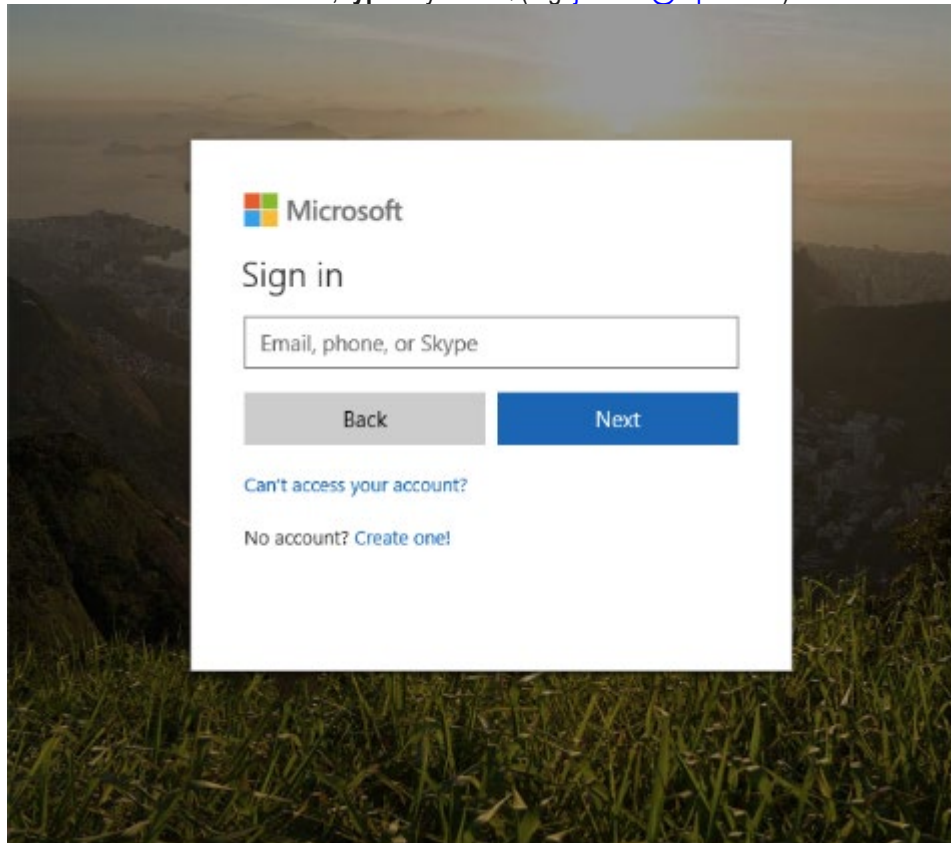 Microsoft
Sign in
Email, phone, or Skype
Back Next
Can't access your account?
No account? Create one!